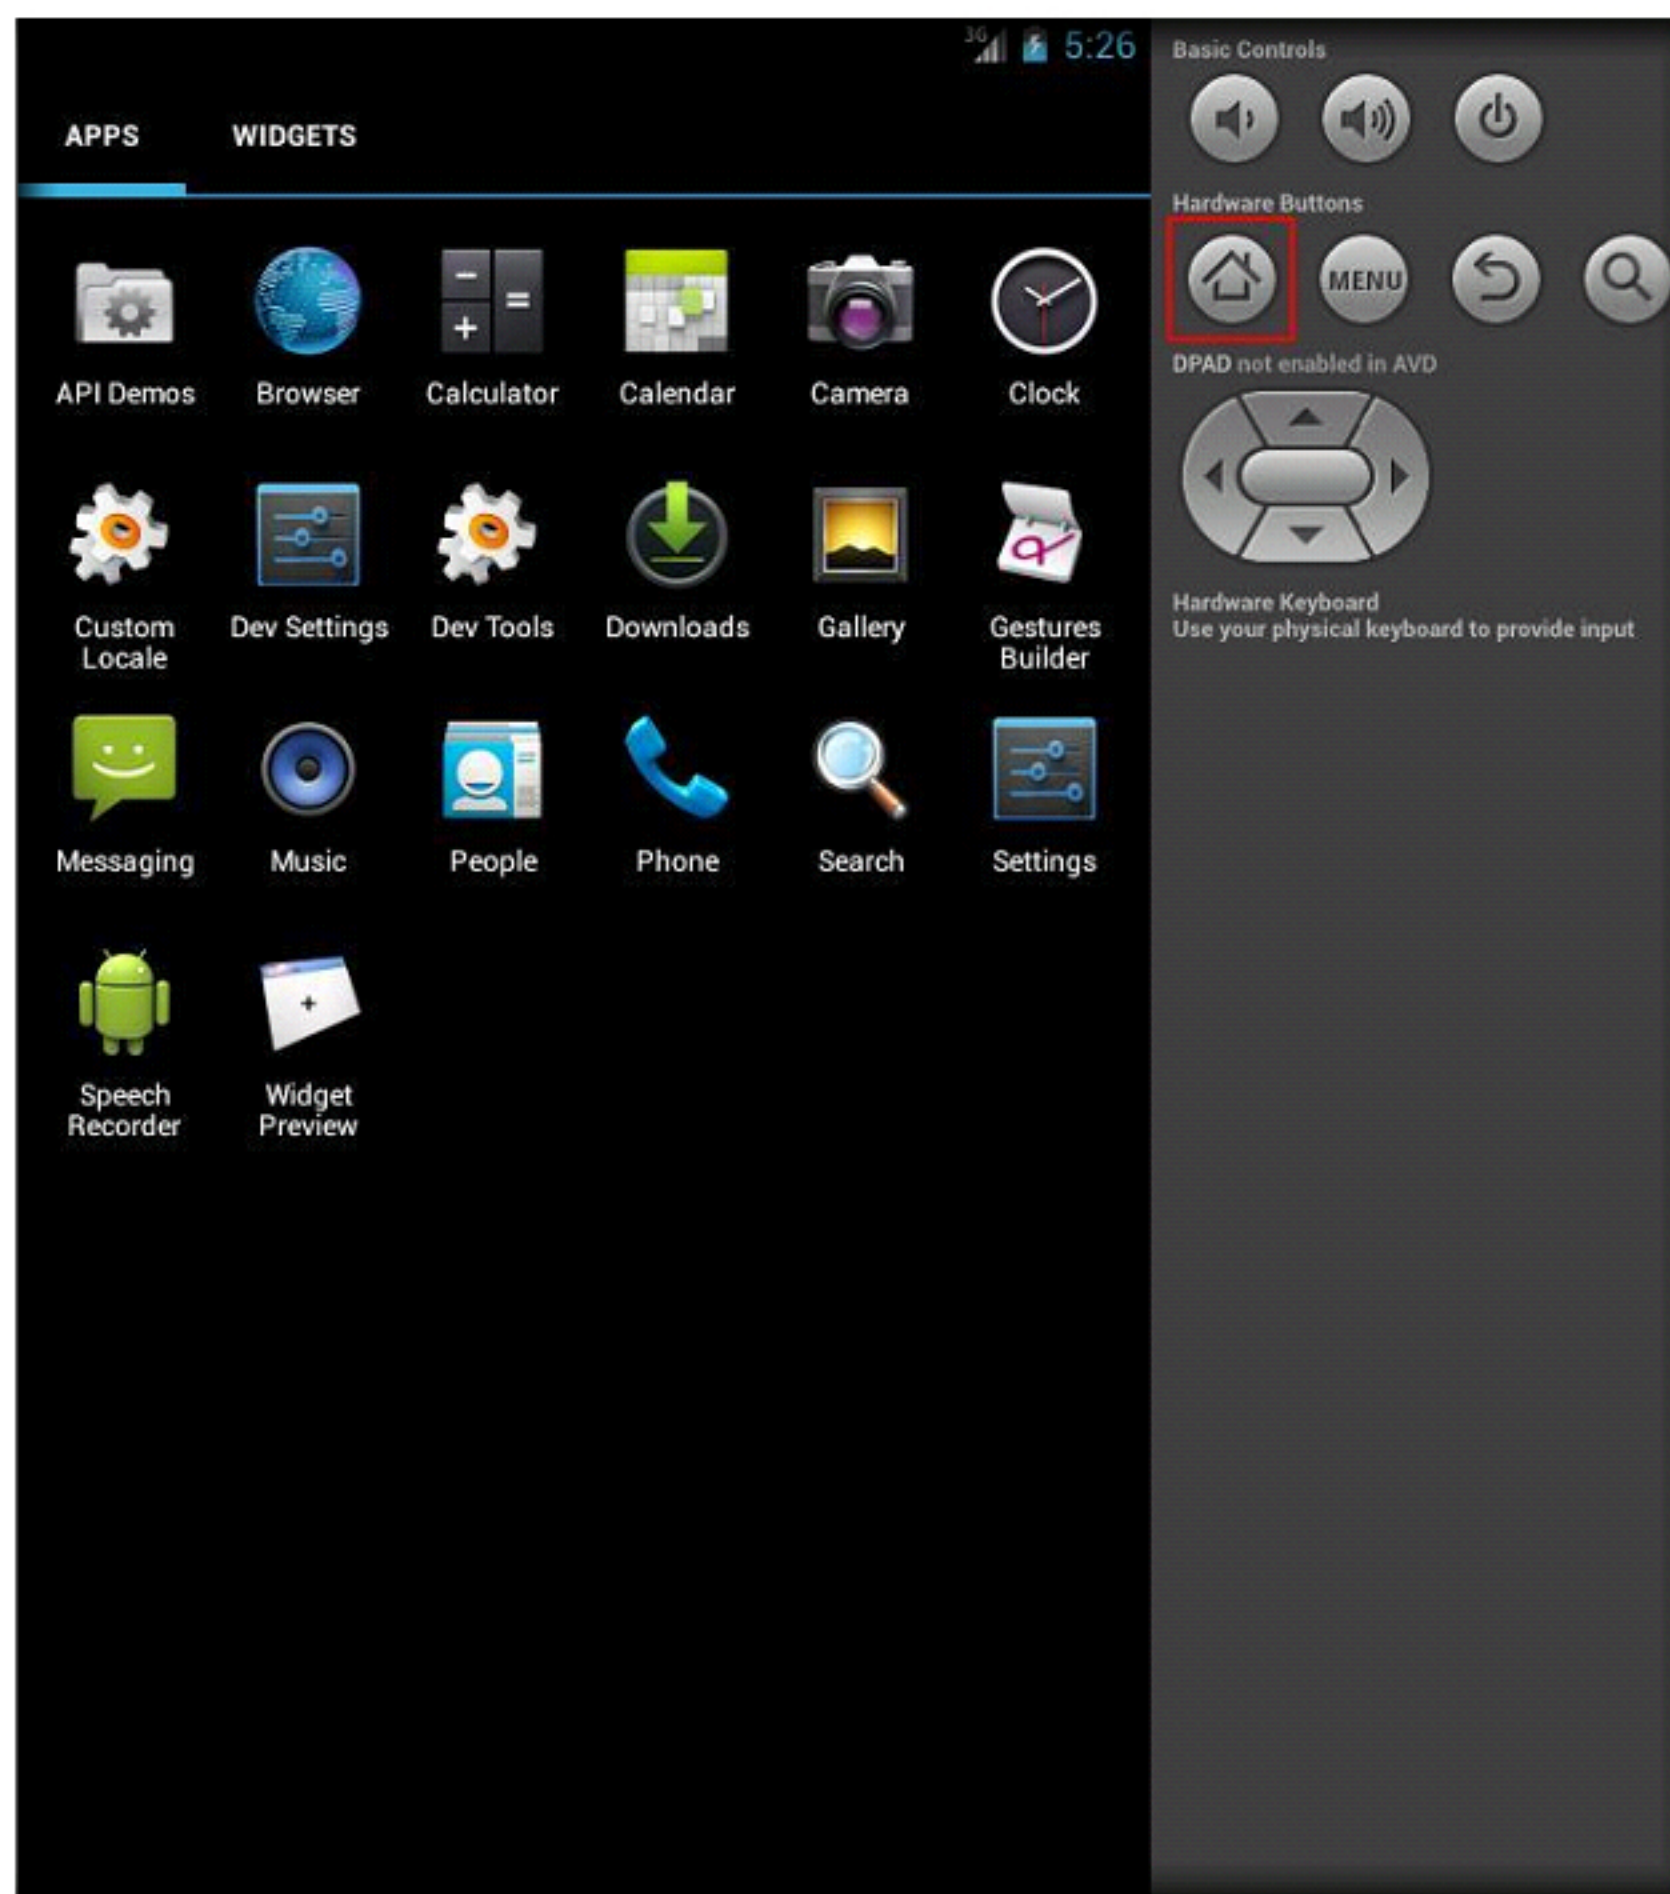 3G 5:26
APPS WIDGETS
API Demos Browser Calculator Calendar Camera Clock
Custom Locale Dev Settings Dev Tools Downloads Gallery Gestures Builder
Messaging Music People Phone Search Settings
Speech Recorder Widget Preview
Basic Controls
Hardware Buttons
MENU
DPAD not enabled in AVD
Hardware Keyboard
Use your physical keyboard to provide input